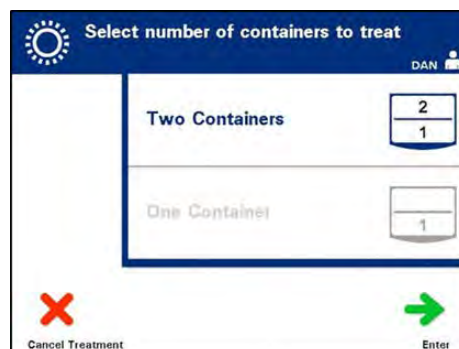 Select number of containers to treat
DAN
Two Containers
2
1
One Container
1
Cancel Treatment
Enter